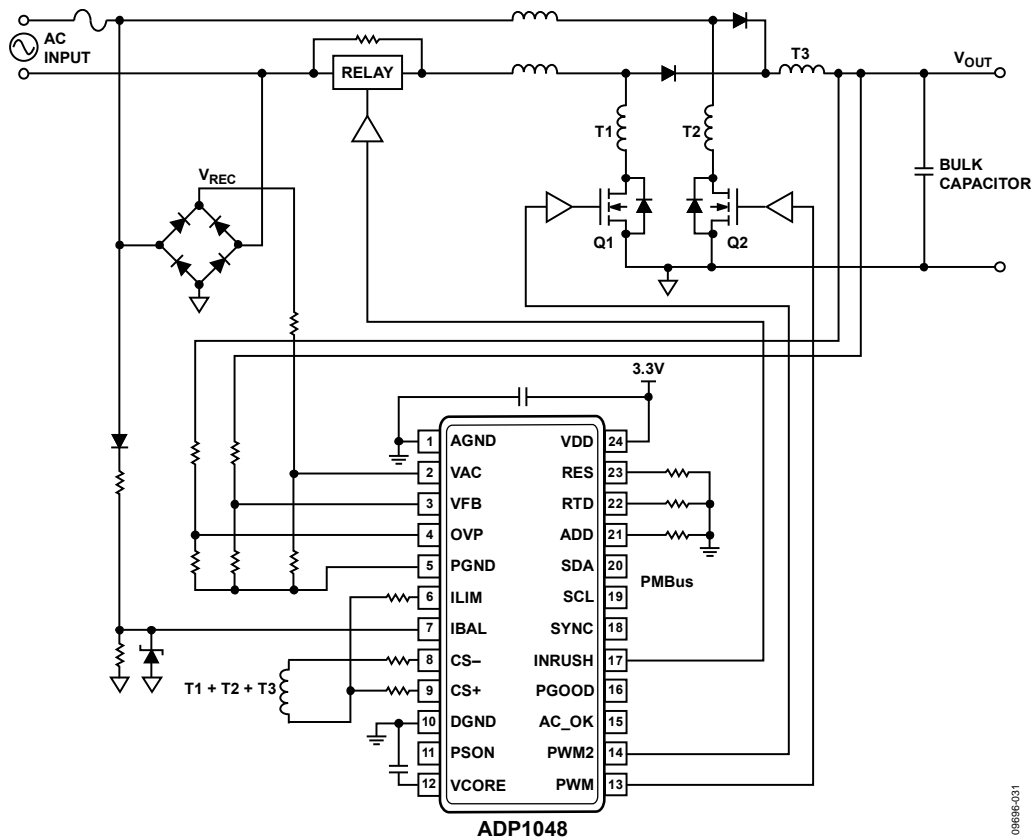 AC
INPUT
RELAY
T3
VOUT
T1
T2
BULK
CAPACITOR
VREC
Q1
Q2
3.3V
1 AGND VDD 24
2 VAC RES 23
3 VFB RTD 22
4 OVP ADD 21
5 PGND SDA 20
PMBus
6 ILIM SCL 19
7 IBAL SYNC 18
8 CS– INRUSH 17
T1 + T2 + T3
9 CS+ PGOOD 16
10 DGND AC_OK 15
11 PSON PWM2 14
12 VCORE PWM 13
ADP1048
09696-031